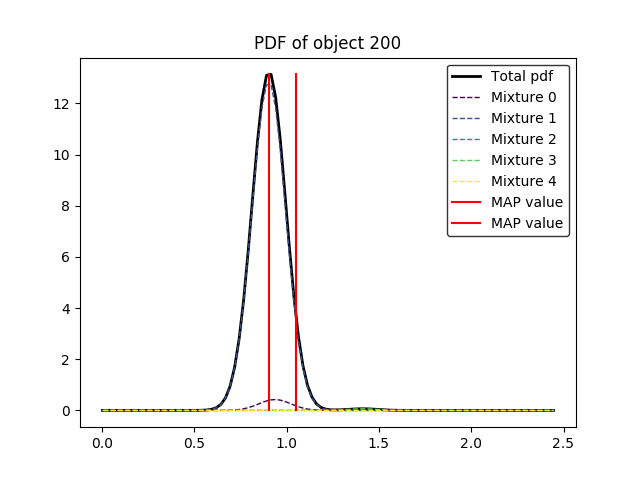 PDF of object 200
Total pdf
Mixture 0
Mixture 1
Mixture 2
Mixture 3
Mixture 4
MAP value
MAP value
12
10
8
6
4
2
0
0.0 0.5 1.0 1.5 2.0 2.5